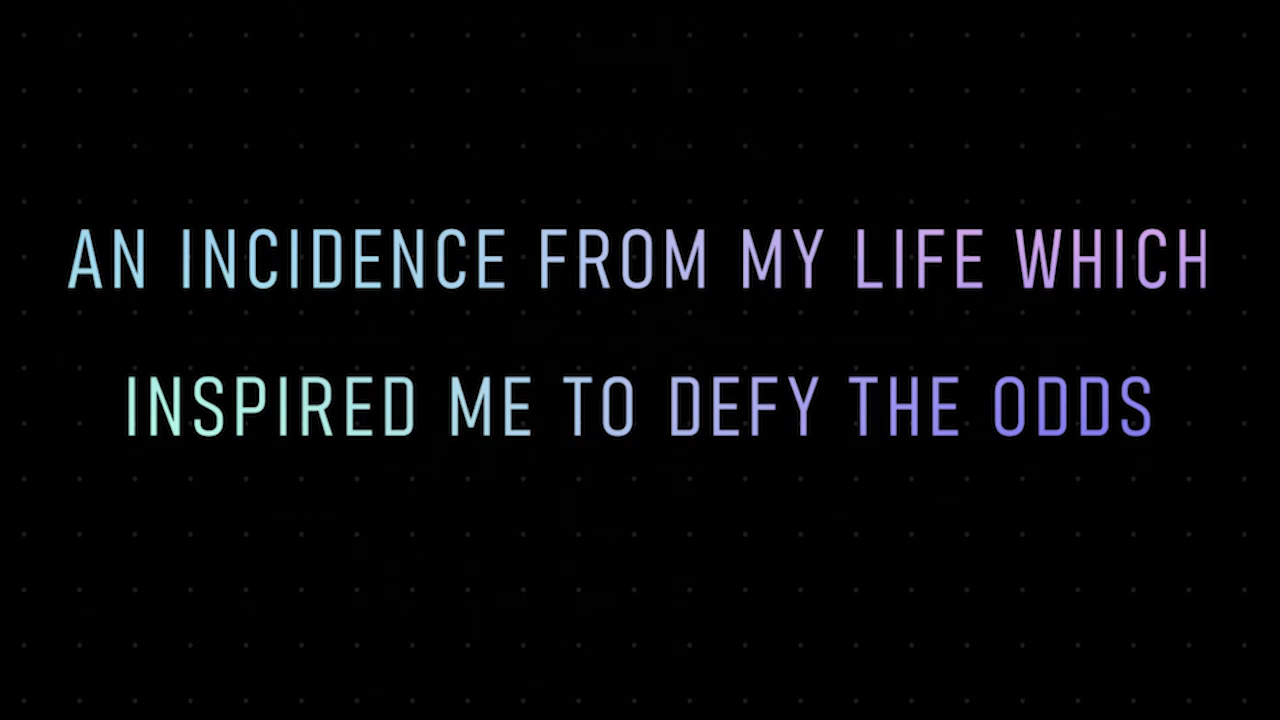 AN INCIDENCE FROM MY LIFE WHICH
INSPIRED ME TO DEFY THE ODDS